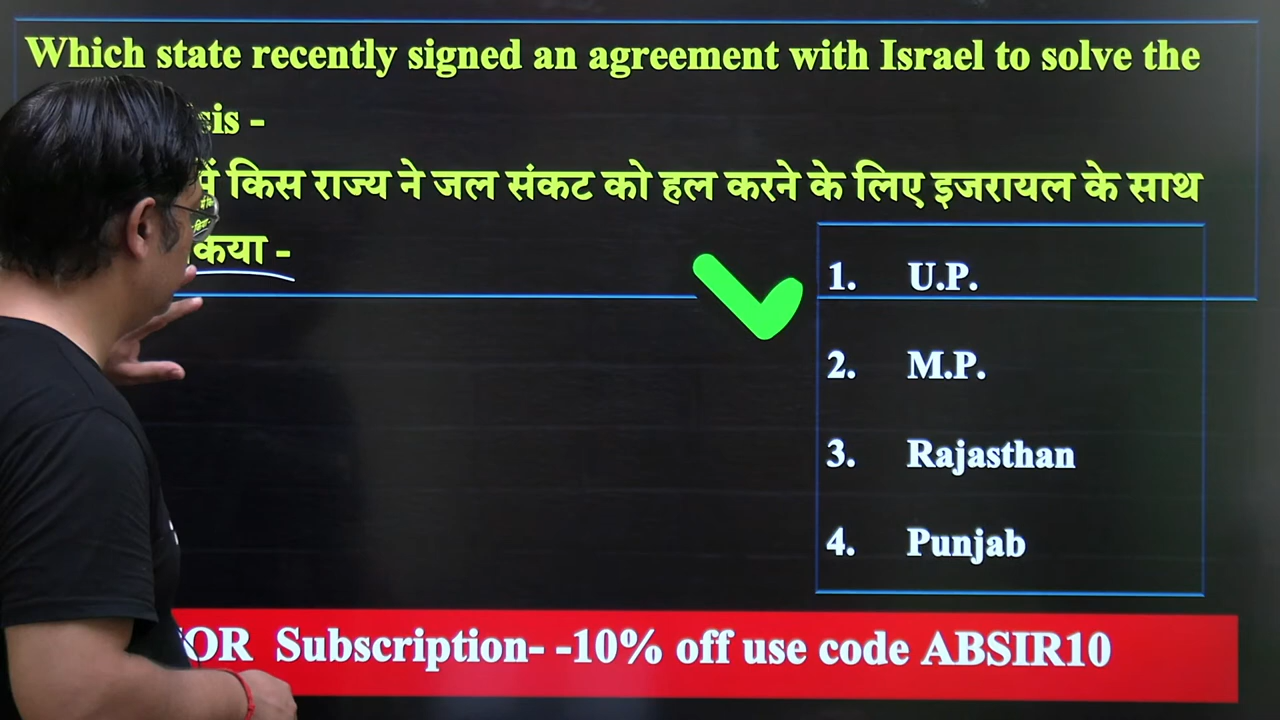 Which state recently signed an agreement with Israel to solve the
sis -
में किस राज्य ने जल संकट को हल करने के लिए इजरायल के साथ
किया -
1. U.P.
2. M.P.
3. Rajasthan
4. Punjab
OR Subscription- -10% off use code ABSIR10